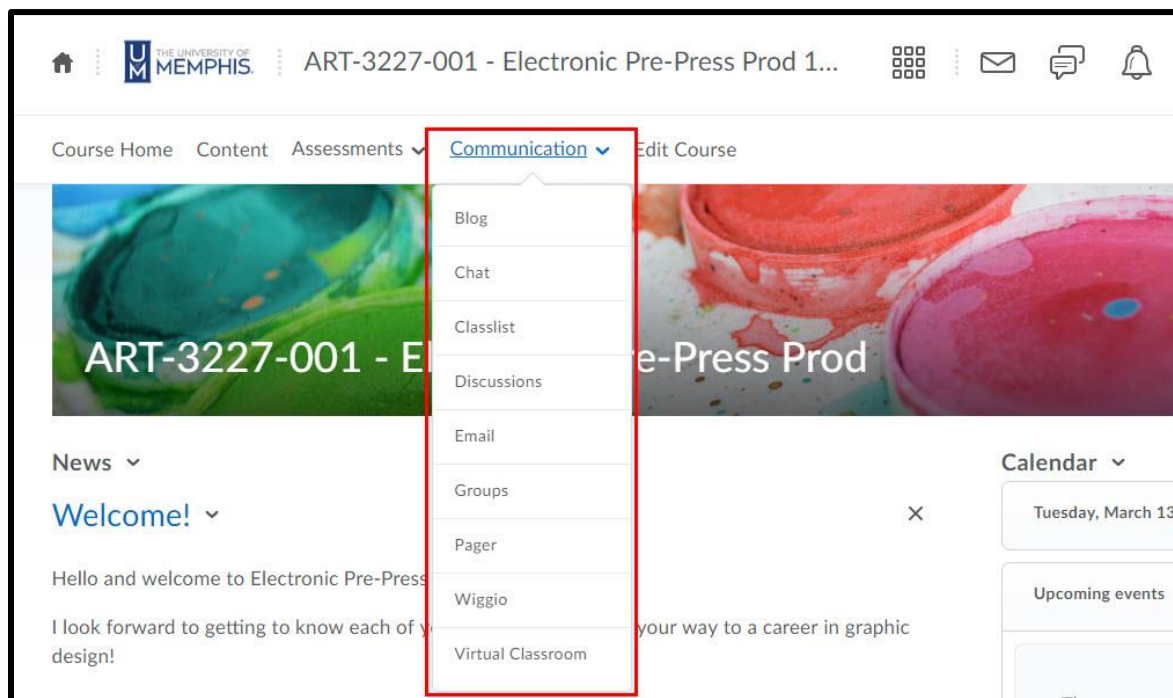 THE UNIVERSITY OF
MEMPHIS.
ART-3227-001 - Electronic Pre-Press Prod 1...
Course Home Content Assessments Communication Edit Course
Blog
Chat
Classlist
Discussions
Email
Groups
Pager
Wiggio
Virtual Classroom
ART-3227-001 - El e-Press Prod
News
Welcome!
Hello and welcome to Electronic Pre-Press
I look forward to getting to know each of your way to a career in graphic
design!
Calendar
Tuesday, March 13
Upcoming events